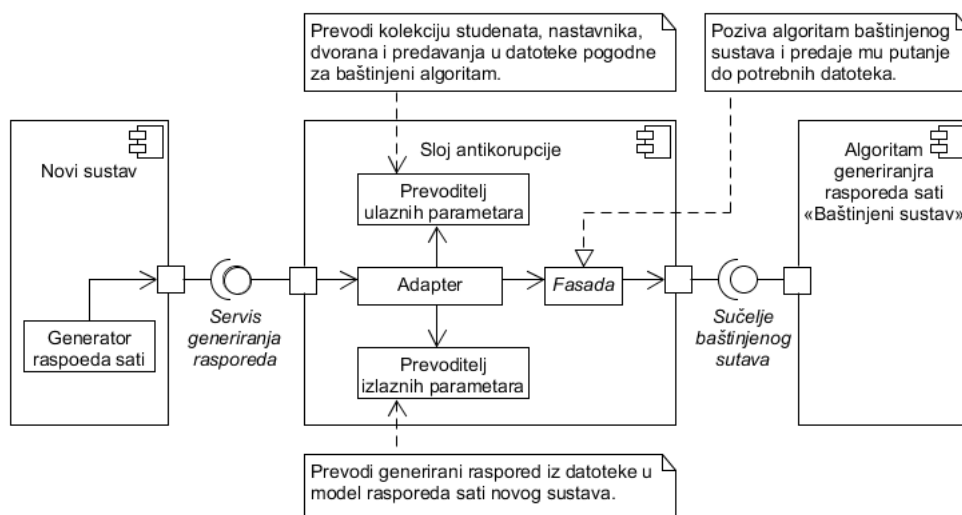 Prevodi kolekciju studenata, nastavnika,
dvorana i predavanja u datoteke pogodne
za baštinjeni algoritam.
Poziva algoritam baštinjenog
sustava i predaje mu putanje
do potrebnih datoteka.
Novi sustav
Sloj antikorupcije
Algoritam
generiranjra
rasporeda sati
«Baštinjeni sustav»
Prevoditelj
ulaznih parametara
Adapter
Fasada
Generator
raspoeda sati
Servis
generiranja
rasporeda
Sučelje
baštinjenog
sutava
Prevoditelj
izlaznih parametara
Prevodi generirani raspored iz datoteke u
model rasporeda sati novog sustava.